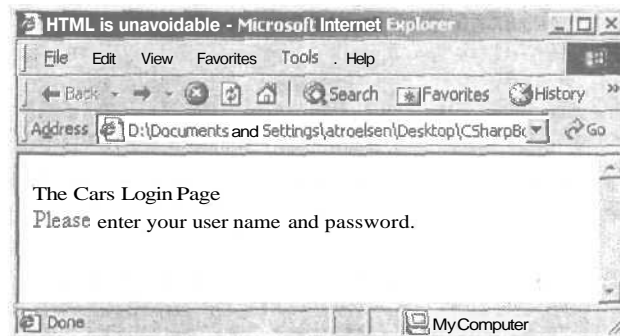 HTML is unavoidable - Microsoft Internet Explorer
File Edit View Favorites Tools . Help
Back Search Favorites History »
Address D:\Documents and Settings\atroelsen\Desktop\CSharpBo Go
The Cars Login Page
Please enter your user name and password.
Done My Computer